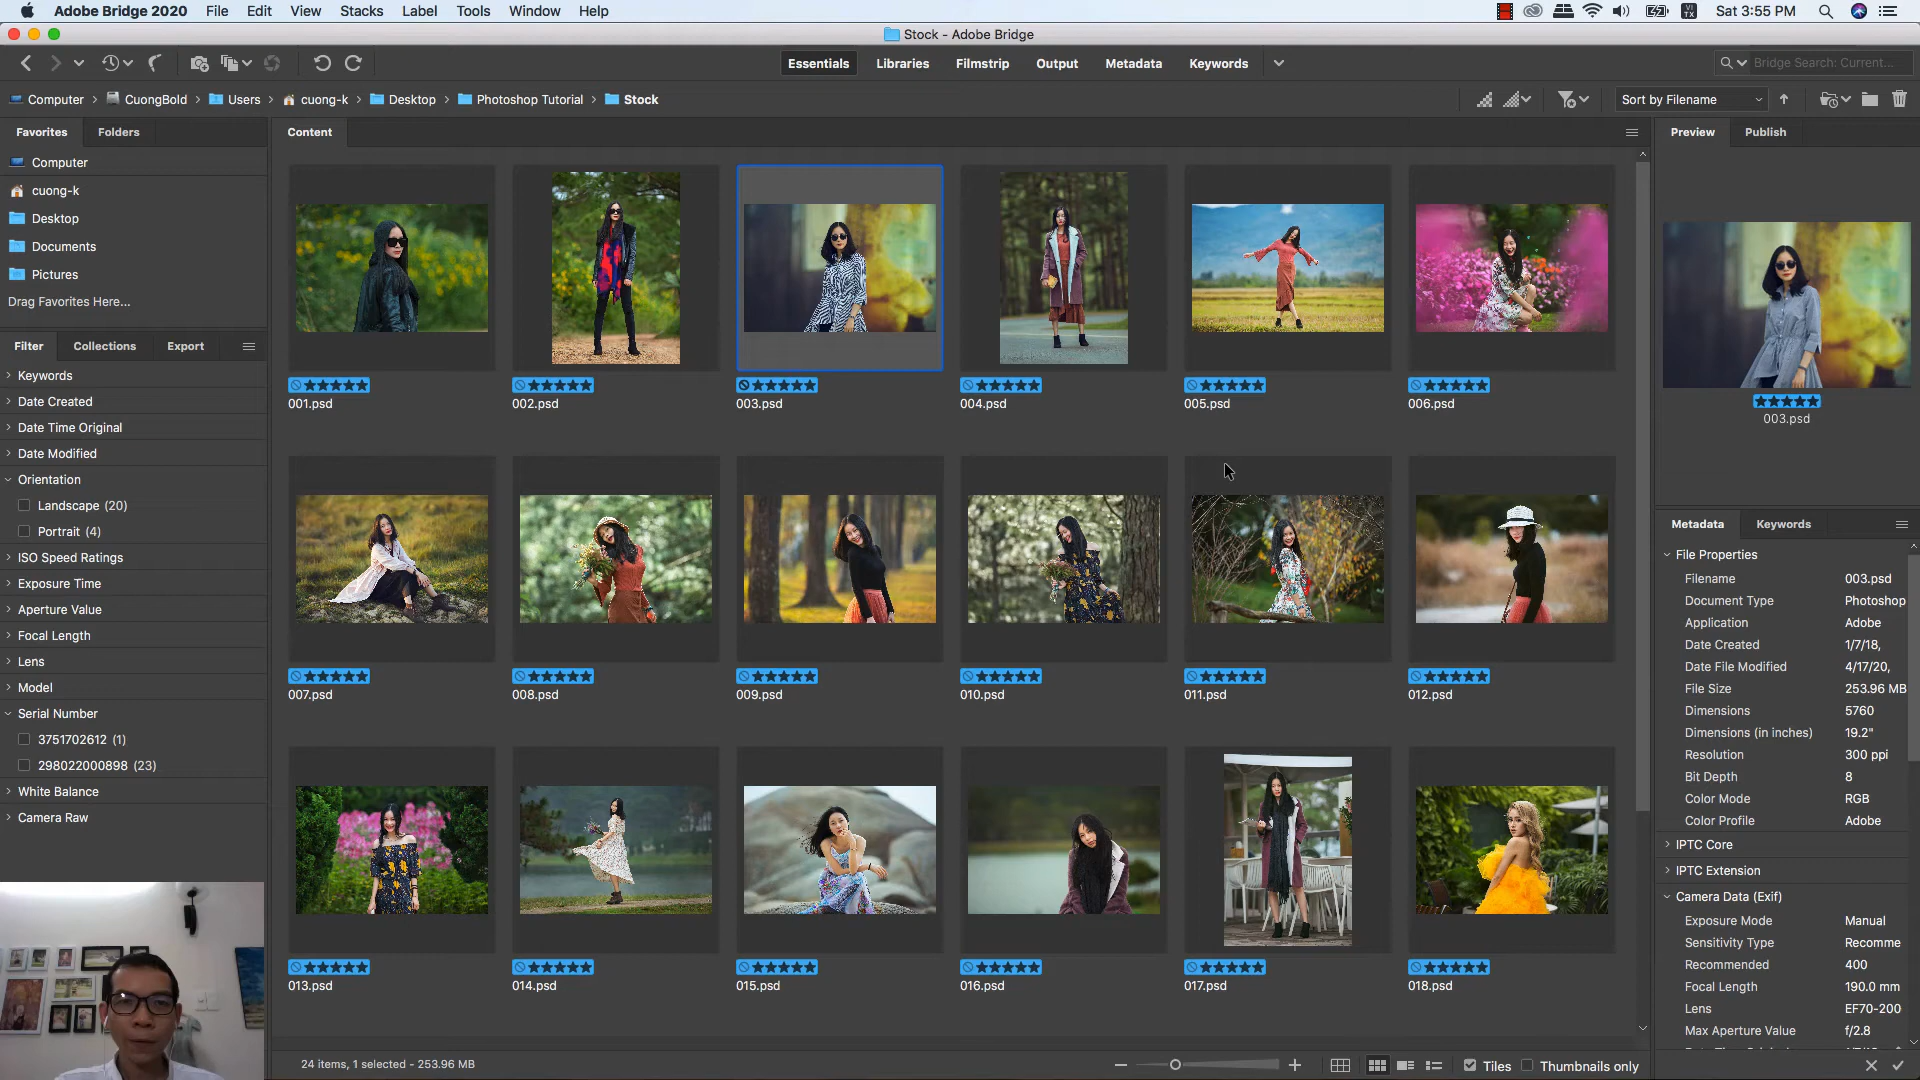 Adobe Bridge 2020 File Edit View Stacks Label Tools Window Help
VI TX Sat 3:55 PM
Stock - Adobe Bridge
Essentials Libraries Filmstrip Output Metadata Keywords
Bridge Search: Current...
Computer CuongBold Users cuong-k Desktop Photoshop Tutorial Stock
Sort by Filename
Favorites Folders
Computer
cuong-k
Desktop
Documents
Pictures
Drag Favorites Here...
Filter Collections Export
Keywords
Date Created
Date Time Original
Date Modified
Orientation
Landscape (20)
Portrait (4)
ISO Speed Ratings
Exposure Time
Aperture Value
Focal Length
Lens
Model
Serial Number
3751702612 (1)
298022000898 (23)
White Balance
Camera Raw
Content
001.psd 002.psd 003.psd 004.psd 005.psd 006.psd
007.psd 008.psd 009.psd 010.psd 011.psd 012.psd
013.psd 014.psd 015.psd 016.psd 017.psd 018.psd
24 items, 1 selected - 253.96 MB
Tiles Thumbnails only
Preview Publish
003.psd
Metadata Keywords
File Properties
Filename 003.psd
Document Type Photoshop
Application Adobe
Date Created 1/7/18,
Date File Modified 4/17/20,
File Size 253.96 MB
Dimensions 5760
Dimensions (in inches) 19.2"
Resolution 300 ppi
Bit Depth 8
Color Mode RGB
Color Profile Adobe
IPTC Core
IPTC Extension
Camera Data (Exif)
Exposure Mode Manual
Sensitivity Type Recomme
Recommended 400
Focal Length 190.0 mm
Lens EF70-200
Max Aperture Value f/2.8